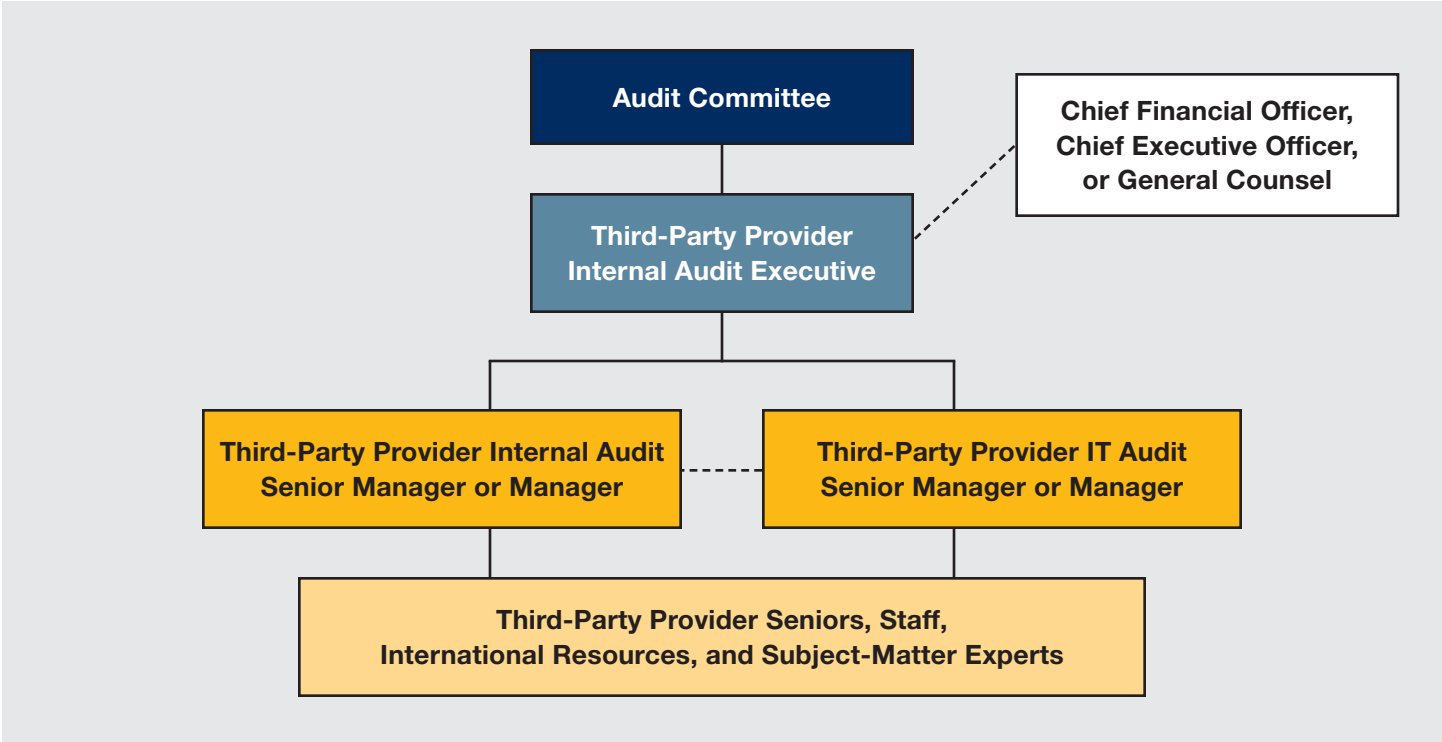 Audit Committee
Chief Financial Officer,
Chief Executive Officer,
or General Counsel
Third-Party Provider
Internal Audit Executive
Third-Party Provider Internal Audit
Senior Manager or Manager
Third-Party Provider IT Audit
Senior Manager or Manager
Third-Party Provider Seniors, Staff,
International Resources, and Subject-Matter Experts